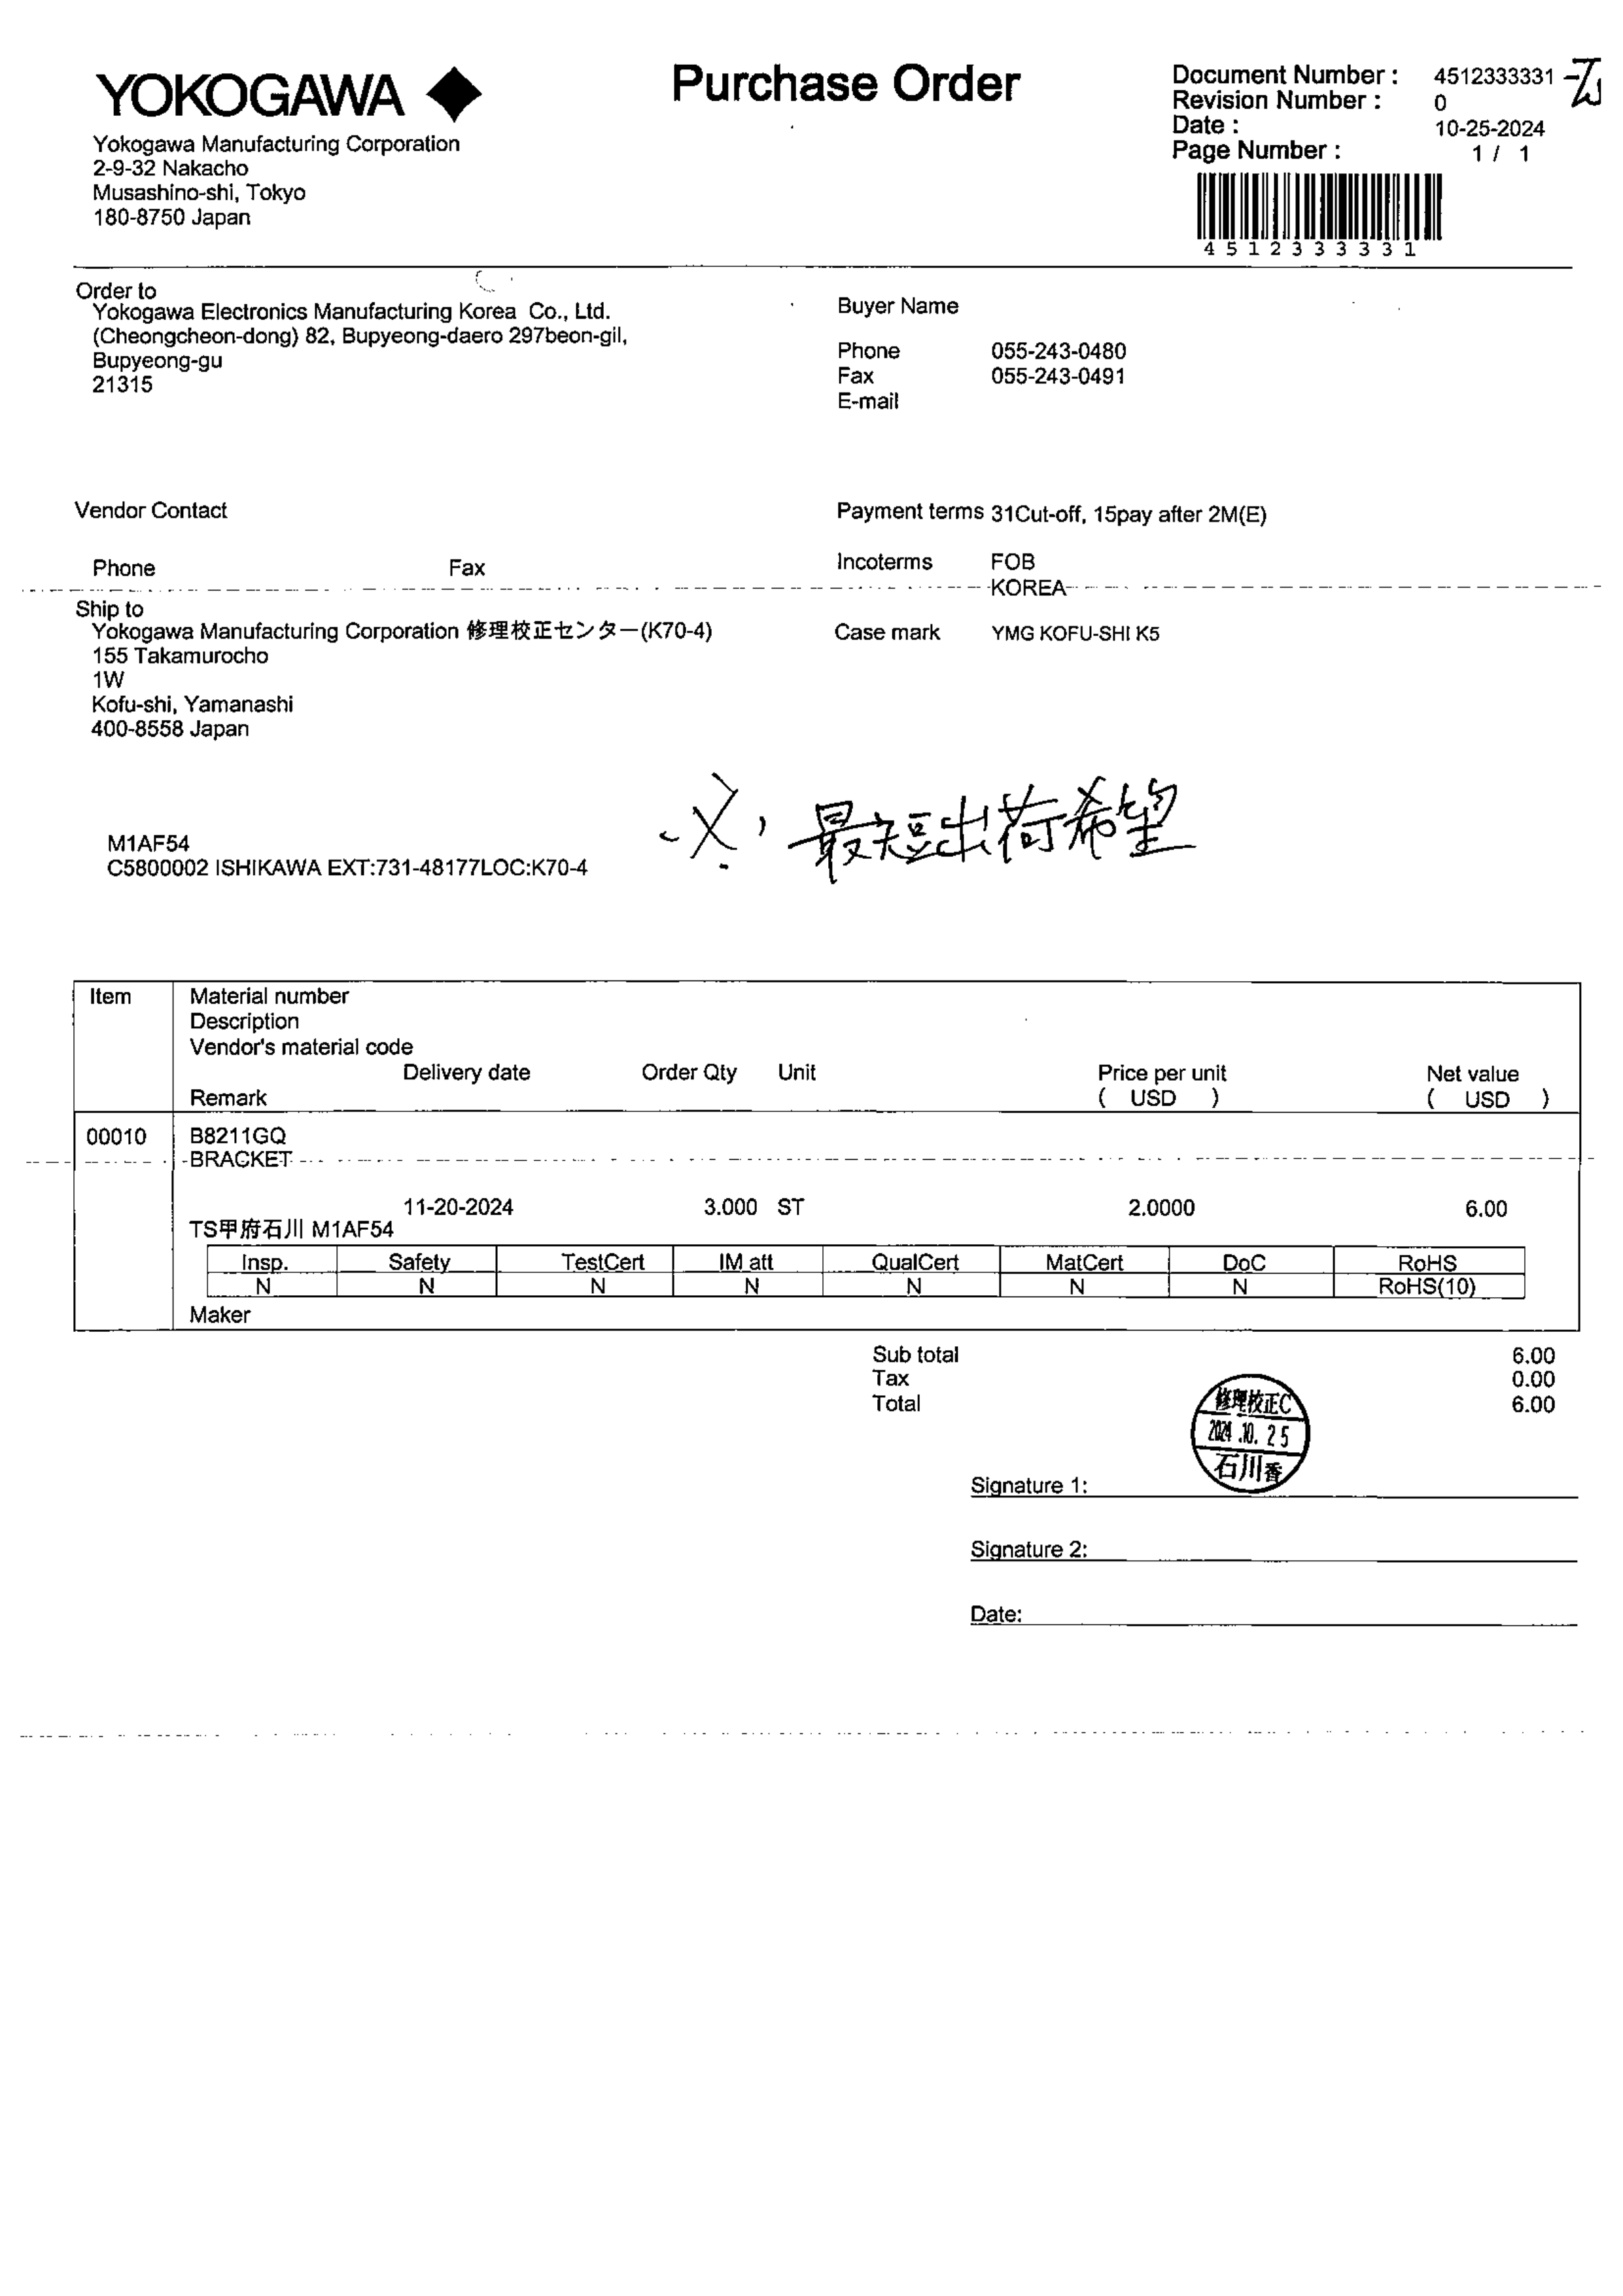 YOKOGAWA
Purchase Order
Document Number : 4512333331
Revision Number : 0
Date : 10-25-2024
Page Number : 1 / 1
4512333331
Yokogawa Manufacturing Corporation
2-9-32 Nakacho
Musashino-shi, Tokyo
180-8750 Japan
Order to
Yokogawa Electronics Manufacturing Korea Co., Ltd.
(Cheongcheon-dong) 82, Bupyeong-daero 297beon-gil,
Bupyeong-gu
21315
Buyer Name
Phone 055-243-0480
Fax 055-243-0491
E-mail
Vendor Contact
Phone Fax
Payment terms 31Cut-off, 15pay after 2M(E)
Incoterms FOB
KOREA
Ship to
Yokogawa Manufacturing Corporation 修理校正センター(K70-4)
155 Takamurocho
1W
Kofu-shi, Yamanashi
400-8558 Japan
Case mark YMG KOFU-SHI K5
※ 最短出荷希望
M1AF54
C5800002 ISHIKAWA EXT:731-48177LOC:K70-4
Item Material number
Description
Vendor's material code
Delivery date Order Qty Unit Price per unit Net value
Remark ( USD ) ( USD )
00010 B8211GQ
BRACKET
11-20-2024 3.000 ST 2.0000 6.00
TS甲府石川 M1AF54
Insp. Safety TestCert IM att QualCert MatCert DoC RoHS
N N N N N N N RoHS(10)
Maker
Sub total 6.00
Tax 0.00
Total 6.00
修理校正C
2024.10.25
石川香
Signature 1:
Signature 2:
Date: